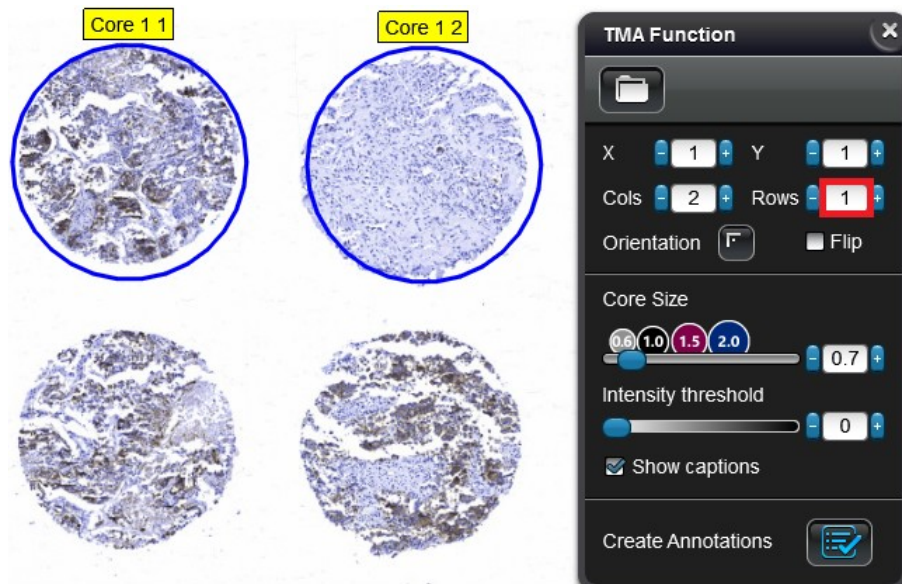 Core 1 1
Core 1 2
TMA Function
X - 1 + Y - 1 +
Cols - 2 + Rows - 1 +
Orientation Flip
Core Size
0.6 1.0 1.5 2.0
- 0.7 +
Intensity threshold
- 0 +
Show captions
Create Annotations